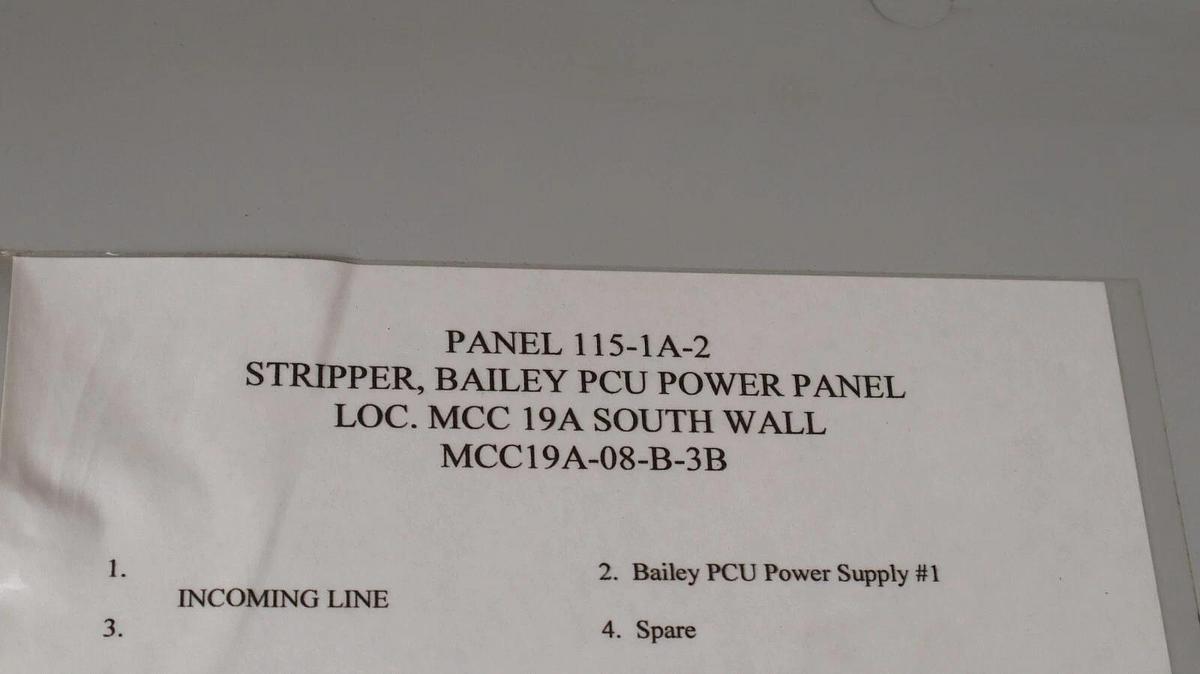 PANEL 115-1A-2
STRIPPER, BAILEY PCU POWER PANEL
LOC. MCC 19A SOUTH WALL
MCC19A-08-B-3B
1.
2. Bailey PCU Power Supply #1
INCOMING LINE
3.
4. Spare